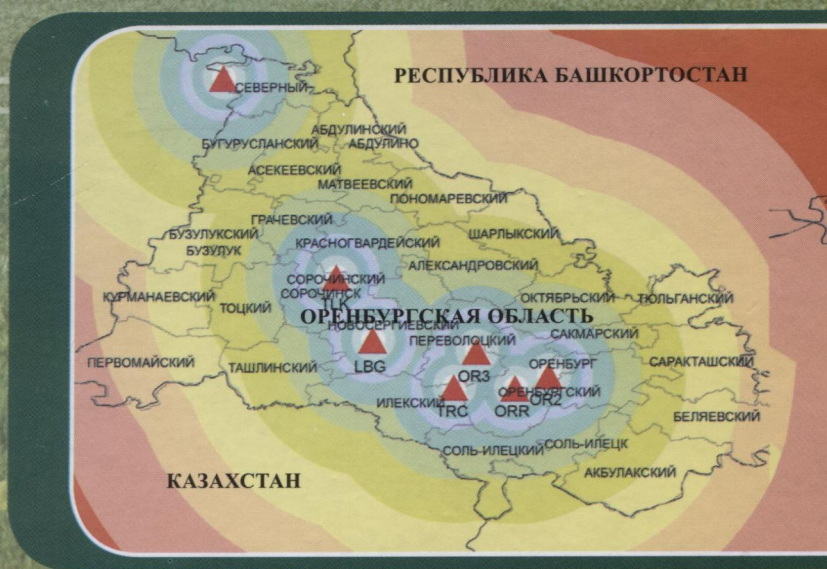 РЕСПУБЛИКА БАШКОРТОСТАН
СЕВЕРНЫЙ
АБДУЛИНСКИЙ
БУГУРУСЛАНСКИЙ
АБДУЛИНО
АСЕКЕЕВСКИЙ
МАТВЕЕВСКИЙ
ПОНОМАРЕВСКИЙ
ГРАЧЕВСКИЙ
БУЗУЛУКСКИЙ
КРАСНОГВАРДЕЙСКИЙ
ШАРЛЫКСКИЙ
БУЗУЛУК
АЛЕКСАНДРОВСКИЙ
СОРОЧИНСКИЙ
СОРОЧИНСК
КУРМАНАЕВСКИЙ
ОКТЯБРЬСКИЙ
ТЮЛЬГАНСКИЙ
TLK
ТОЦКИЙ
ОРЕНБУРГСКАЯ ОБЛАСТЬ
НОВОСЕРГИЕВСКИЙ
ПЕРЕВОЛОЦКИЙ
САКМАРСКИЙ
ПЕРВОМАЙСКИЙ
ТАШЛИНСКИЙ
LBG
OR3
ОРЕНБУРГ
САРАКТАШСКИЙ
ОРЕНБУРГСКИЙ
ИЛЕКСКИЙ
TRC
ORR
OR2
БЕЛЯЕВСКИЙ
СОЛЬ-ИЛЕЦКИЙ
СОЛЬ-ИЛЕЦК
АКБУЛАКСКИЙ
КАЗАХСТАН